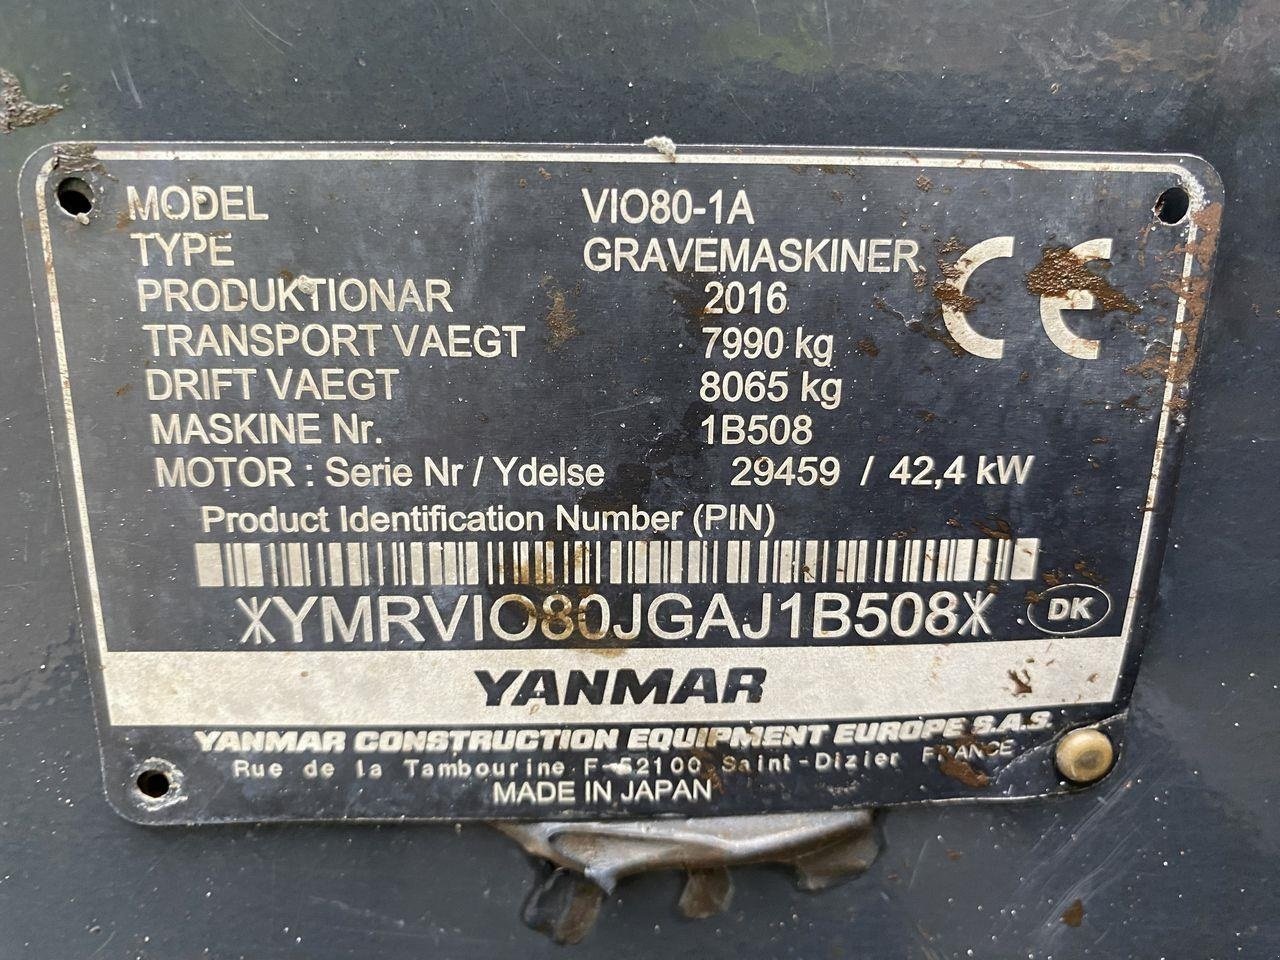 MODEL VIO80-1A
TYPE GRAVEMASKINER
PRODUKTIONAR 2016
TRANSPORT VAEGT 7990 kg
DRIFT VAEGT 8065 kg
MASKINE Nr. 1B508
MOTOR : Serie Nr / Ydelse 29459 / 42,4 kW
CE
Product Identification Number (PIN)
*YMRVIO80JGAJ1B508*
DK
YANMAR
YANMAR CONSTRUCTION EQUIPMENT EUROPE S.A.S.
Rue de la Tambourine F-52100 Saint-Dizier FRANCE
MADE IN JAPAN